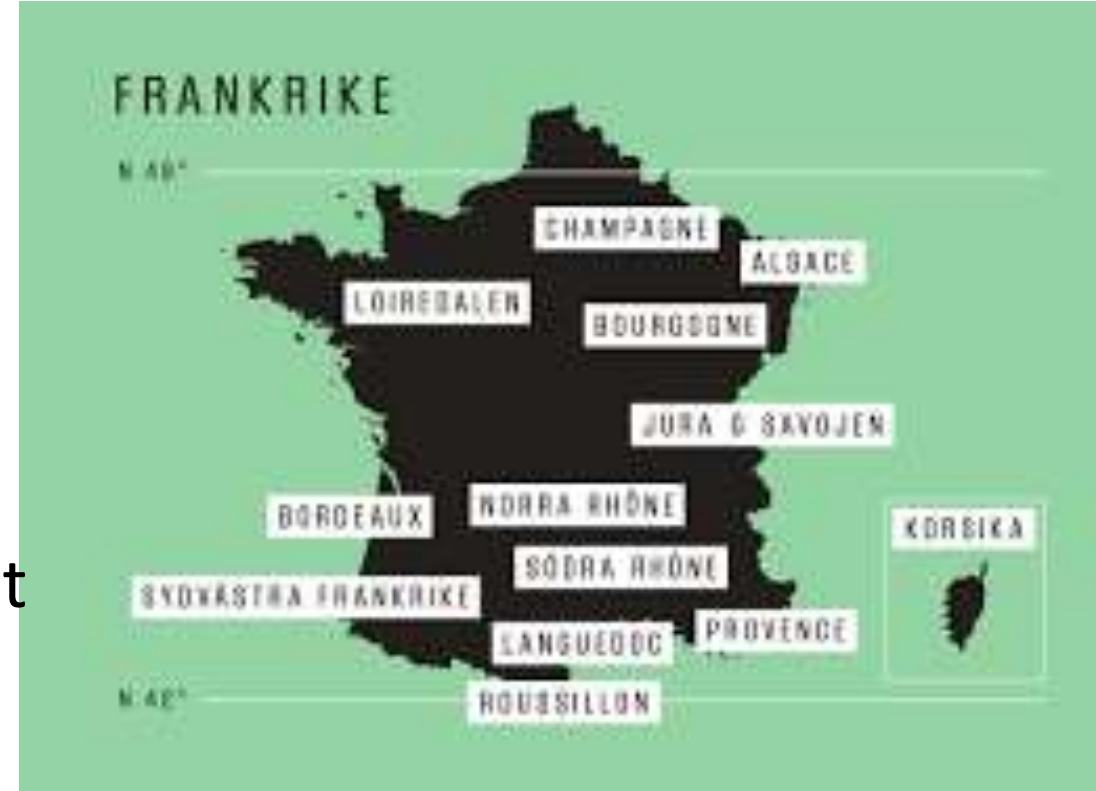 FRANKRIKE
N 49°
CHAMPAGNE
ALSACE
LOIREDALEN
BOURGOGNE
JURA & SAVOJEN
BORDEAUX
NORRA RHÔNE
KORSIKA
SÖDRA RHÔNE
t
SYDVÄSTRA FRANKRIKE
PROVENCE
LANGUEDOC
N 42°
ROUSSILLON